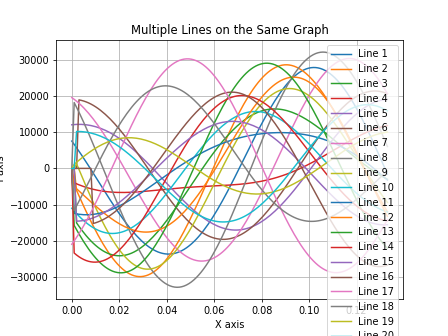 Multiple Lines on the Same Graph
30000
20000
10000
0
−10000
−20000
−30000
0.00 0.02 0.04 0.06 0.08 0.10
X axis
Line 1
Line 2
Line 3
Line 4
Line 5
Line 6
Line 7
Line 8
Line 9
Line 10
Line 11
Line 12
Line 13
Line 14
Line 15
Line 16
Line 17
Line 18
Line 19
Line 20